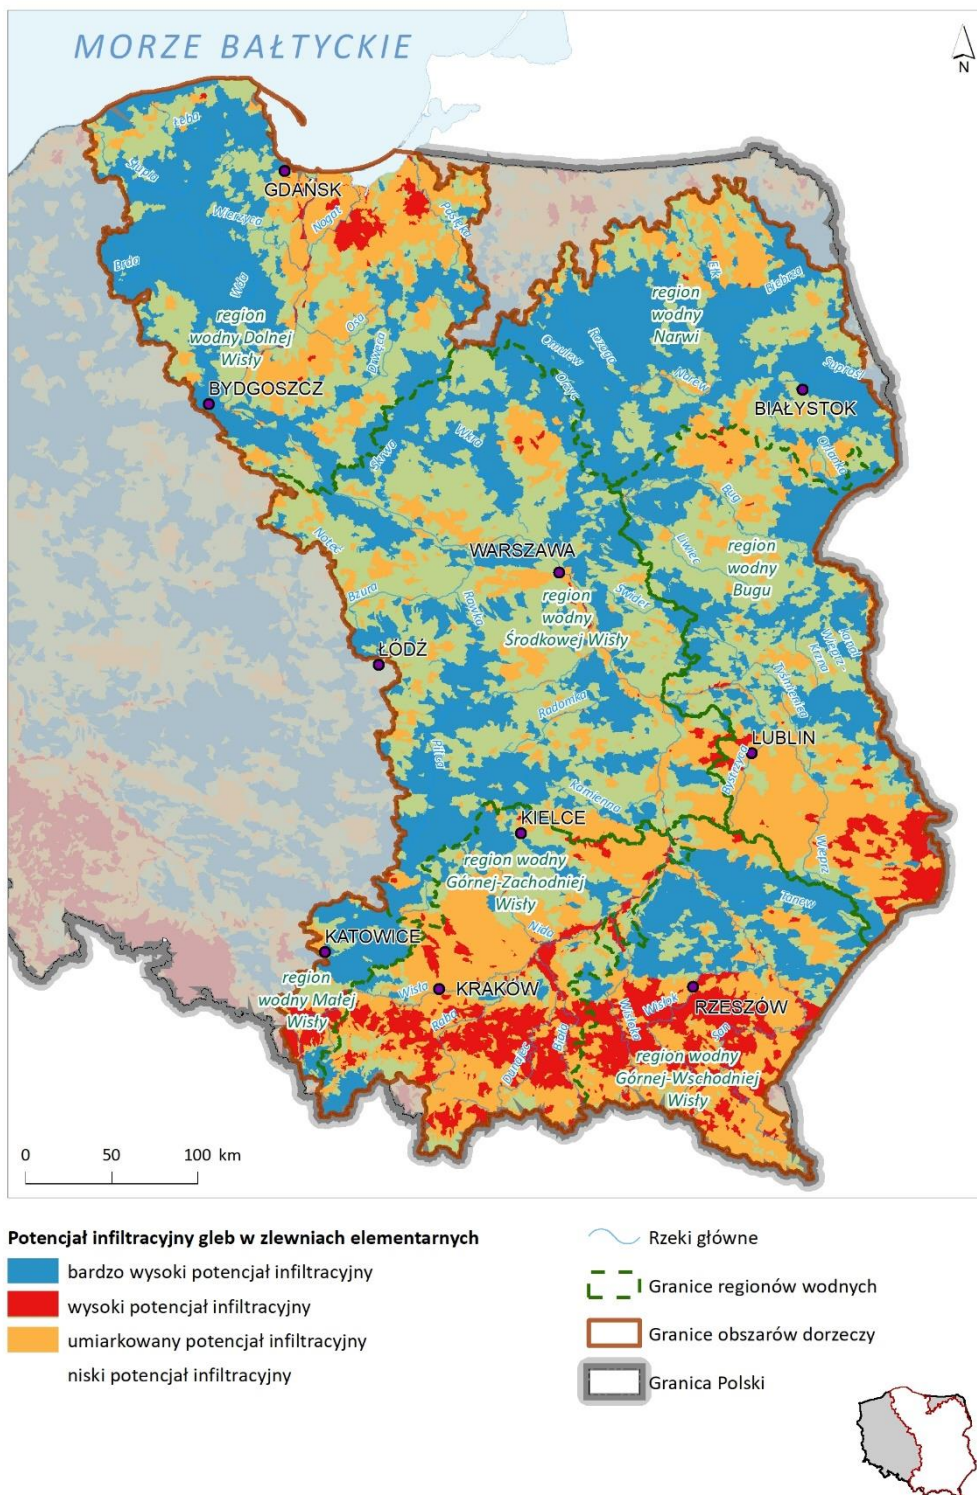 MORZE BAŁTYCKIE
N
Łeba
Słupia
GDAŃSK
Wierzyca
Nogat
Pasłęka
Brda
Wda
Ełk
Biebrza
region
wodny
Narwi
region
wodny Dolnej
Wisły
Osa
Drwęca
Omulew
Rozoga
Orzyc
Narew
Supraśl
BYDGOSZCZ
BIAŁYSTOK
Skrwa
Wkra
Orlanka
Bug
Noteć
WARSZAWA
Liwiec
region
wodny
Bugu
Bzura
Rawka
region
wodny
Środkowej Wisły
Świder
Kanał
Wieprz-
Krzna
ŁÓDŹ
Tyśmienica
Radomka
Pilica
LUBLIN
Bystrzyca
Kamienna
KIELCE
Wieprz
region wodny
Górnej-Zachodniej
Wisły
Tanew
Nida
KATOWICE
region
wodny Małej
Wisły
Wisła
KRAKÓW
RZESZÓW
Raba
Wisłok
Wisłoka
Dunajec
Biała
San
region wodny
Górnej-Wschodniej
Wisły
0 50 100 km
Potencjał infiltracyjny gleb w zlewniach elementarnych
bardzo wysoki potencjał infiltracyjny
wysoki potencjał infiltracyjny
umiarkowany potencjał infiltracyjny
niski potencjał infiltracyjny
Rzeki główne
Granice regionów wodnych
Granice obszarów dorzeczy
Granica Polski